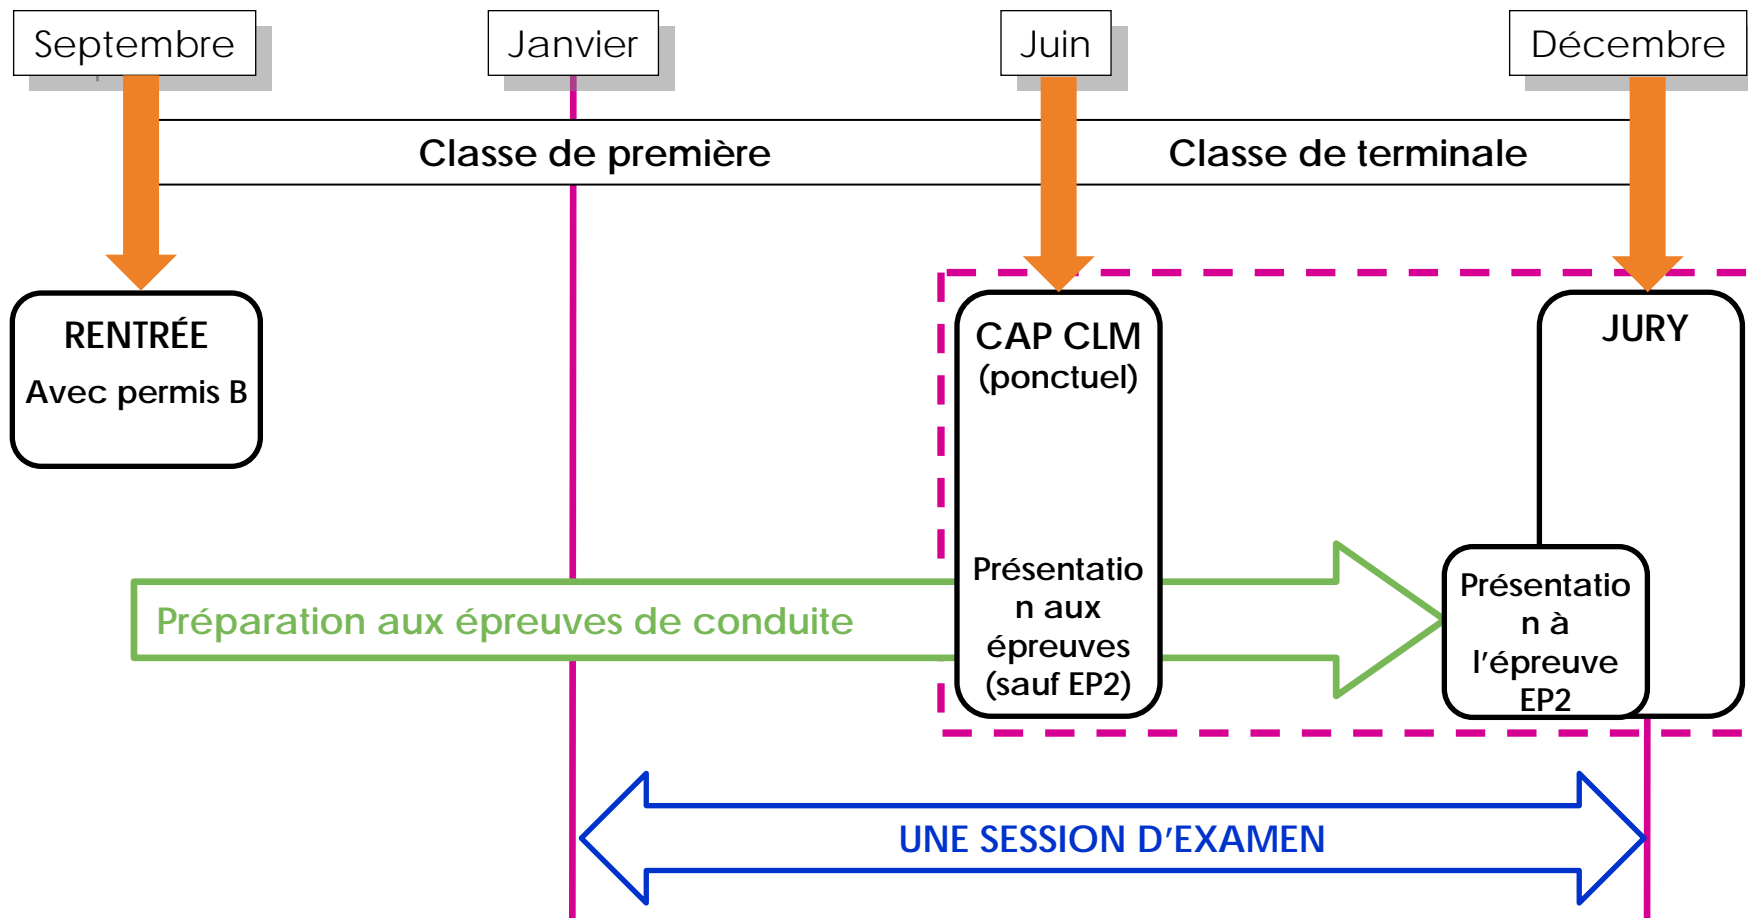 Septembre
Janvier
Juin
Décembre
Classe de première
Classe de terminale
RENTRÉE
Avec permis B
CAP CLM
(ponctuel)
JURY
Préparation aux épreuves de conduite
Présentatio
n aux
épreuves
(sauf EP2)
Présentatio
n à
l’épreuve
EP2
UNE SESSION D’EXAMEN